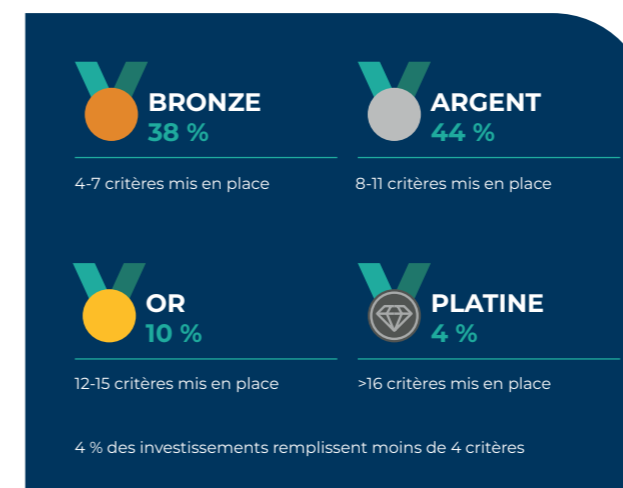 BRONZE
38 %
4-7 critères mis en place
ARGENT
44 %
8-11 critères mis en place
OR
10 %
12-15 critères mis en place
PLATINE
4 %
>16 critères mis en place
4 % des investissements remplissent moins de 4 critères